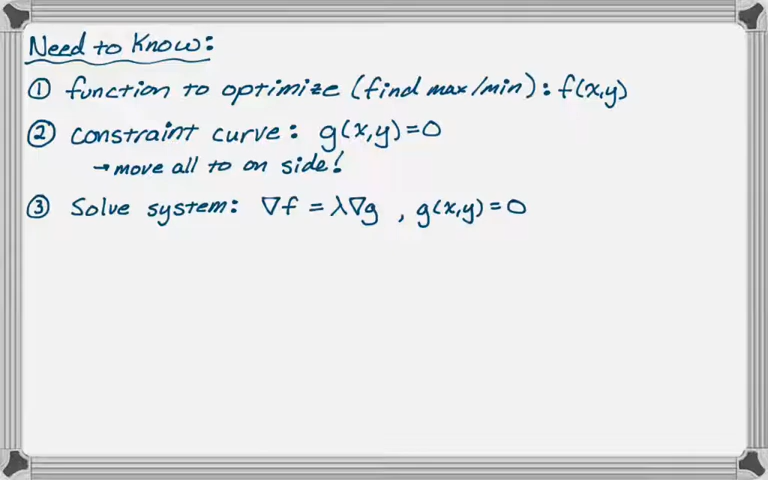 Need to Know:
① function to optimize (find max/min): f(x,y)
② constraint curve: g(x,y)=0
→ move all to on side!
③ Solve system: ∇f = λ∇g , g(x,y)=0